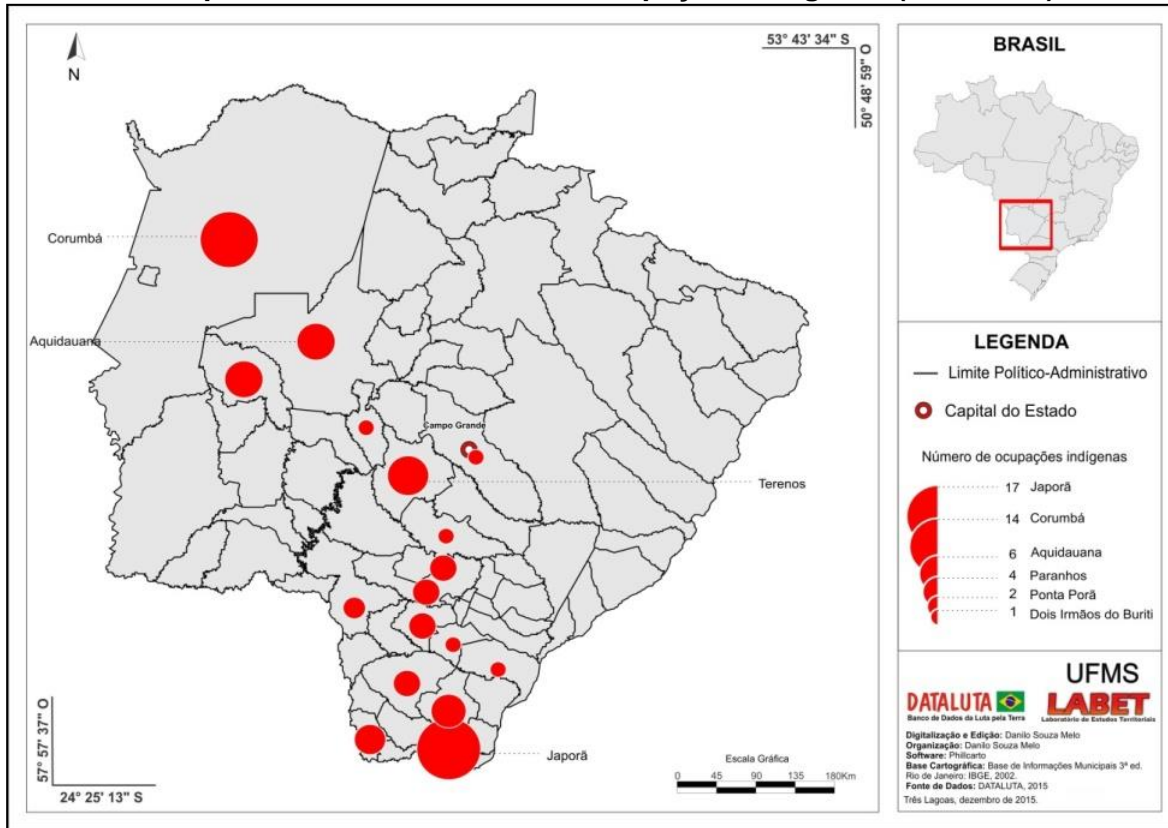 N
53° 43' 34" S
50° 48' 59" O
Corumbá
Aquidauana
Campo Grande
Terenos
Japorã
57° 57' 37" O
24° 25' 13" S
Escala Gráfica
0 45 90 135 180Km
BRASIL
LEGENDA
Limite Político-Administrativo
Capital do Estado
Número de ocupações indígenas
17 Japorã
14 Corumbá
6 Aquidauana
4 Paranhos
2 Ponta Porã
1 Dois Irmãos do Buriti
UFMS
DATALUTA
Banco de Dados da Luta pela Terra
LABET
Laboratório de Estudos Territoriais
Digitalização e Edição: Danilo Souza Melo
Organização: Danilo Souza Melo
Software: Phillcarto
Base Cartográfica: Base de Informações Municipais 3ª ed.
Rio de Janeiro: IBGE, 2002.
Fonte de Dados: DATALUTA, 2015
Três Lagoas, dezembro de 2015.